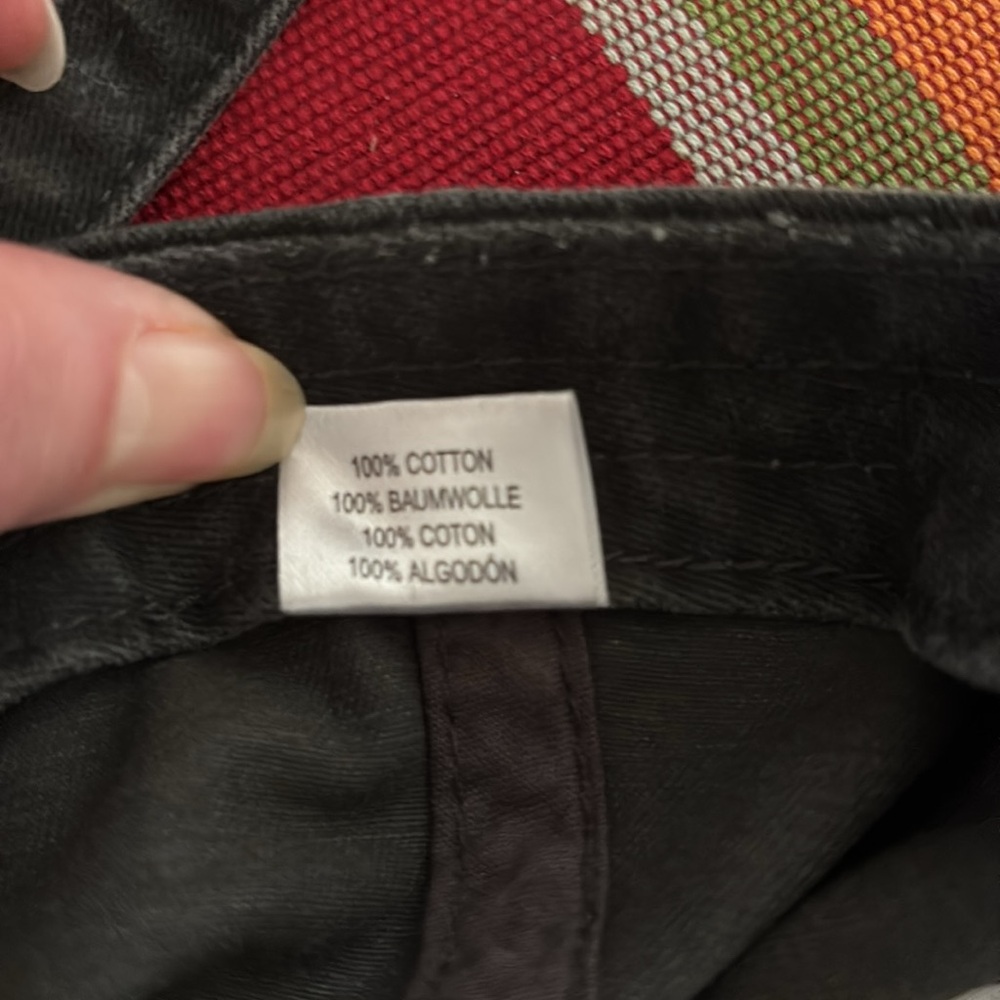 100% COTTON
100% BAUMWOLLE
100% COTON
100% ALGODÓN